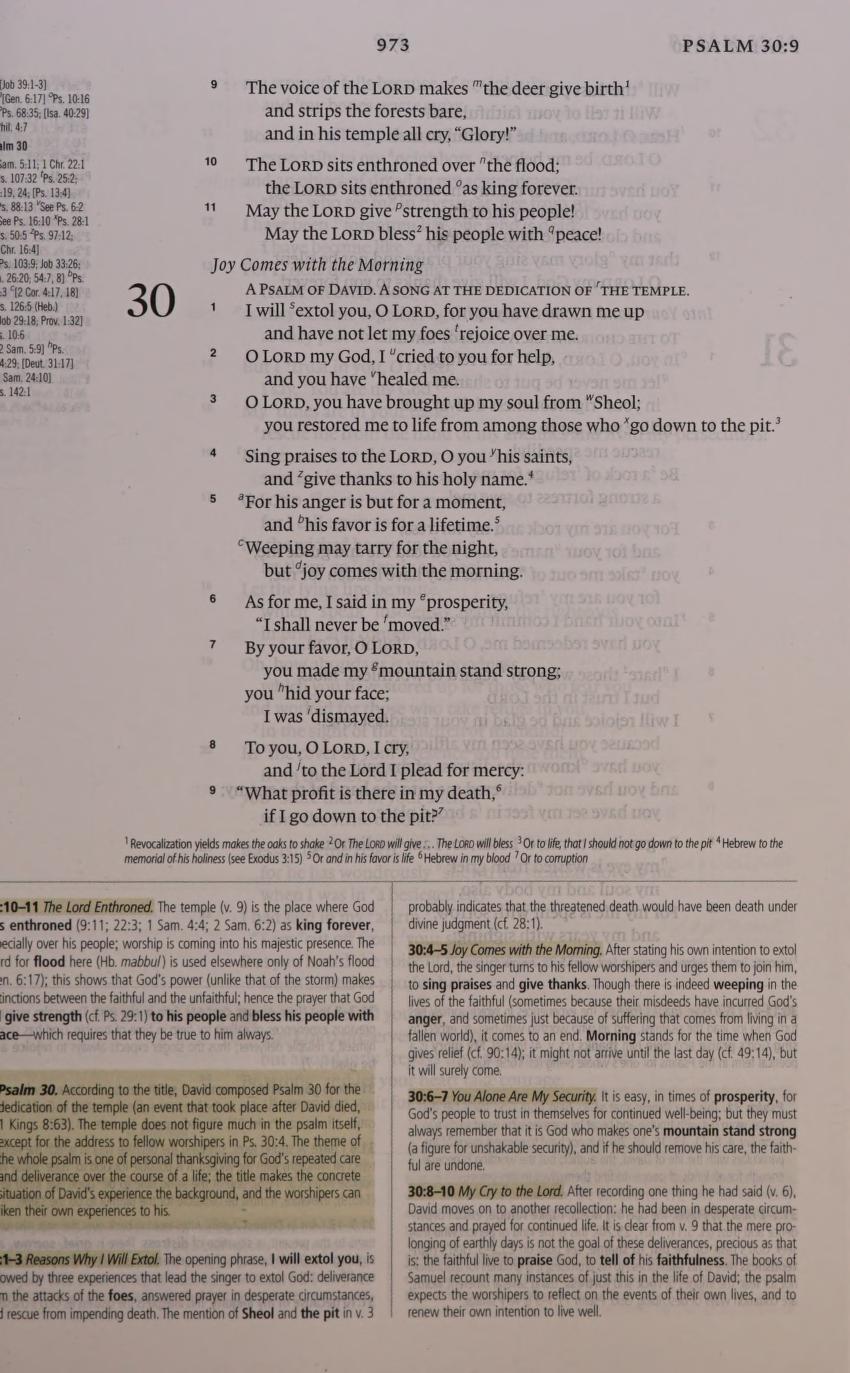 973
PSALM 30:9
[Job 39:1-3]
[Gen. 6:17] ᵒPs. 10:16
Ps. 68:35; [Isa. 40:29]
hil. 4:7
alm 30
Sam. 5:11; 1 Chr. 22:1
s. 107:32 ᵗPs. 25:2;
:19, 24; [Ps. 13:4]
s. 88:13 ᵛSee Ps. 6:2
See Ps. 16:10 ˣPs. 28:1
s. 50:5 ᶻPs. 97:12;
Chr. 16:4]
Ps. 103:9; Job 33:26;
. 26:20; 54:7, 8] ᵇPs.
:3 ᶜ[2 Cor. 4:17, 18]
s. 126:5 (Heb.)
Job 29:18; Prov. 1:32]
s. 10:6
2 Sam. 5:9] ʰPs.
4:29; [Deut. 31:17]
Sam. 24:10]
s. 142:1
9 The voice of the LORD makes ᵐthe deer give birth¹
and strips the forests bare,
and in his temple all cry, “Glory!”
10 The LORD sits enthroned over ⁿthe flood;
the LORD sits enthroned ᵒas king forever.
11 May the LORD give ᵖstrength to his people!
May the LORD bless² his people with ᑫpeace!
Joy Comes with the Morning
30
A PSALM OF DAVID. A SONG AT THE DEDICATION OF ʳTHE TEMPLE.
1 I will ˢextol you, O LORD, for you have drawn me up
and have not let my foes ᵗrejoice over me.
2 O LORD my God, I ᵘcried to you for help,
and you have ᵛhealed me.
3 O LORD, you have brought up my soul from ʷSheol;
you restored me to life from among those who ˣgo down to the pit.³
4 Sing praises to the LORD, O you ʸhis saints,
and ᶻgive thanks to his holy name.⁴
5 ᵃFor his anger is but for a moment,
and ᵇhis favor is for a lifetime.⁵
ᶜWeeping may tarry for the night,
but ᵈjoy comes with the morning.
6 As for me, I said in my ᵉprosperity,
“I shall never be ᶠmoved.”
7 By your favor, O LORD,
you made my ᵍmountain stand strong;
you ʰhid your face;
I was ⁱdismayed.
8 To you, O LORD, I cry,
and ʲto the Lord I plead for mercy:
9 “What profit is there in my death,⁶
if I go down to the pit?⁷
¹ Revocalization yields makes the oaks to shake ² Or The LORD will give . . . The LORD will bless ³ Or to life, that I should not go down to the pit ⁴ Hebrew to the
memorial of his holiness (see Exodus 3:15) ⁵ Or and in his favor is life ⁶ Hebrew in my blood ⁷ Or to corruption
:10–11 The Lord Enthroned. The temple (v. 9) is the place where God
s enthroned (9:11; 22:3; 1 Sam. 4:4; 2 Sam. 6:2) as king forever,
pecially over his people; worship is coming into his majestic presence. The
rd for flood here (Hb. mabbul) is used elsewhere only of Noah's flood
en. 6:17); this shows that God's power (unlike that of the storm) makes
tinctions between the faithful and the unfaithful; hence the prayer that God
l give strength (cf. Ps. 29:1) to his people and bless his people with
ace—which requires that they be true to him always.
Psalm 30. According to the title, David composed Psalm 30 for the
dedication of the temple (an event that took place after David died,
1 Kings 8:63). The temple does not figure much in the psalm itself,
except for the address to fellow worshipers in Ps. 30:4. The theme of
he whole psalm is one of personal thanksgiving for God's repeated care
and deliverance over the course of a life; the title makes the concrete
situation of David's experience the background, and the worshipers can
iken their own experiences to his.
:1–3 Reasons Why I Will Extol. The opening phrase, I will extol you, is
owed by three experiences that lead the singer to extol God: deliverance
m the attacks of the foes, answered prayer in desperate circumstances,
d rescue from impending death. The mention of Sheol and the pit in v. 3
probably indicates that the threatened death would have been death under
divine judgment (cf. 28:1).
30:4–5 Joy Comes with the Morning. After stating his own intention to extol
the Lord, the singer turns to his fellow worshipers and urges them to join him,
to sing praises and give thanks. Though there is indeed weeping in the
lives of the faithful (sometimes because their misdeeds have incurred God's
anger, and sometimes just because of suffering that comes from living in a
fallen world), it comes to an end. Morning stands for the time when God
gives relief (cf. 90:14); it might not arrive until the last day (cf. 49:14), but
it will surely come.
30:6–7 You Alone Are My Security. It is easy, in times of prosperity, for
God's people to trust in themselves for continued well-being; but they must
always remember that it is God who makes one's mountain stand strong
(a figure for unshakable security), and if he should remove his care, the faith-
ful are undone.
30:8–10 My Cry to the Lord. After recording one thing he had said (v. 6),
David moves on to another recollection: he had been in desperate circum-
stances and prayed for continued life. It is clear from v. 9 that the mere pro-
longing of earthly days is not the goal of these deliverances, precious as that
is; the faithful live to praise God, to tell of his faithfulness. The books of
Samuel recount many instances of just this in the life of David; the psalm
expects the worshipers to reflect on the events of their own lives, and to
renew their own intention to live well.